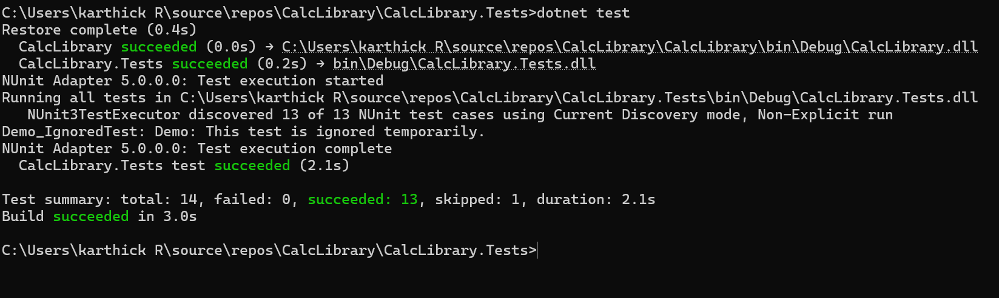 C:\Users\karthick R\source\repos\CalcLibrary\CalcLibrary.Tests>dotnet test
Restore complete (0.4s)
  CalcLibrary succeeded (0.0s) → C:\Users\karthick R\source\repos\CalcLibrary\CalcLibrary\bin\Debug\CalcLibrary.dll
  CalcLibrary.Tests succeeded (0.2s) → bin\Debug\CalcLibrary.Tests.dll
NUnit Adapter 5.0.0.0: Test execution started
Running all tests in C:\Users\karthick R\source\repos\CalcLibrary\CalcLibrary.Tests\bin\Debug\CalcLibrary.Tests.dll
   NUnit3TestExecutor discovered 13 of 13 NUnit test cases using Current Discovery mode, Non-Explicit run
Demo_IgnoredTest: Demo: This test is ignored temporarily.
NUnit Adapter 5.0.0.0: Test execution complete
  CalcLibrary.Tests test succeeded (2.1s)

Test summary: total: 14, failed: 0, succeeded: 13, skipped: 1, duration: 2.1s
Build succeeded in 3.0s

C:\Users\karthick R\source\repos\CalcLibrary\CalcLibrary.Tests>